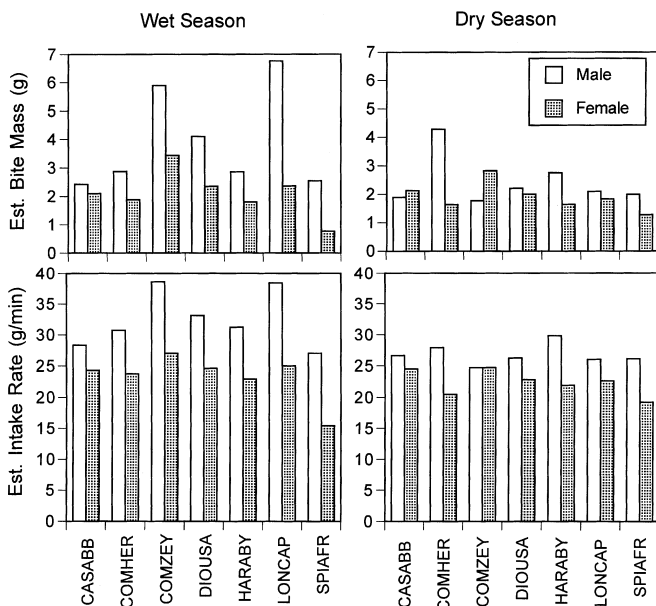 Wet Season
Dry Season
Est. Bite Mass (g)
7
6
5
4
3
2
1
0
7
6
5
4
3
2
1
0
Male
Female
Est. Intake Rate (g/min)
40
35
30
25
20
15
10
5
0
40
35
30
25
20
15
10
5
0
CASABB
COMHER
COMZEY
DIOUSA
HARABY
LONCAP
SPIAFR
CASABB
COMHER
COMZEY
DIOUSA
HARABY
LONCAP
SPIAFR